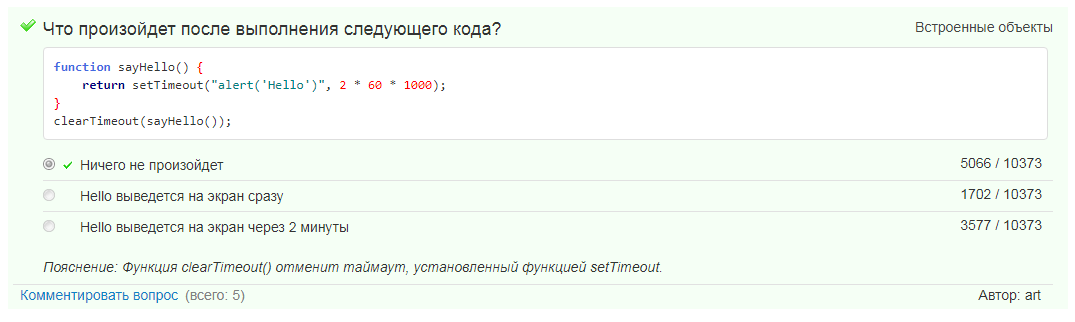 Что произойдет после выполнения следующего кода?
Встроенные объекты
function sayHello() {
    return setTimeout("alert('Hello')", 2 * 60 * 1000);
}
clearTimeout(sayHello());
Ничего не произойдет 5066 / 10373
Hello выведется на экран сразу 1702 / 10373
Hello выведется на экран через 2 минуты 3577 / 10373
Пояснение: Функция clearTimeout() отменит таймаут, установленный функцией setTimeout.
Комментировать вопрос (всего: 5) Автор: art